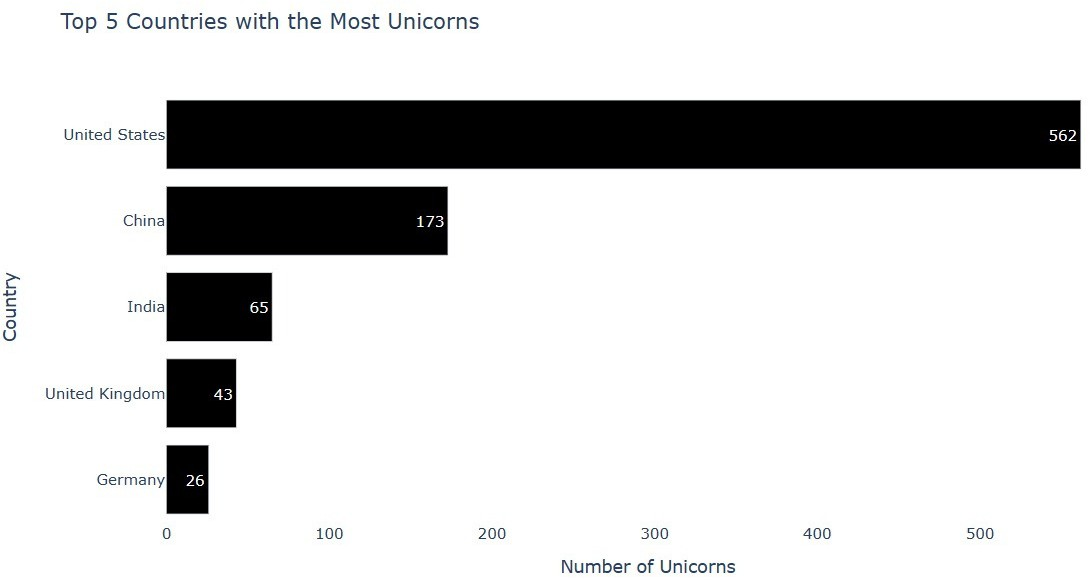 Top 5 Countries with the Most Unicorns
United States 562
China 173
India 65
Country
United Kingdom 43
Germany 26
0 100 200 300 400 500
Number of Unicorns